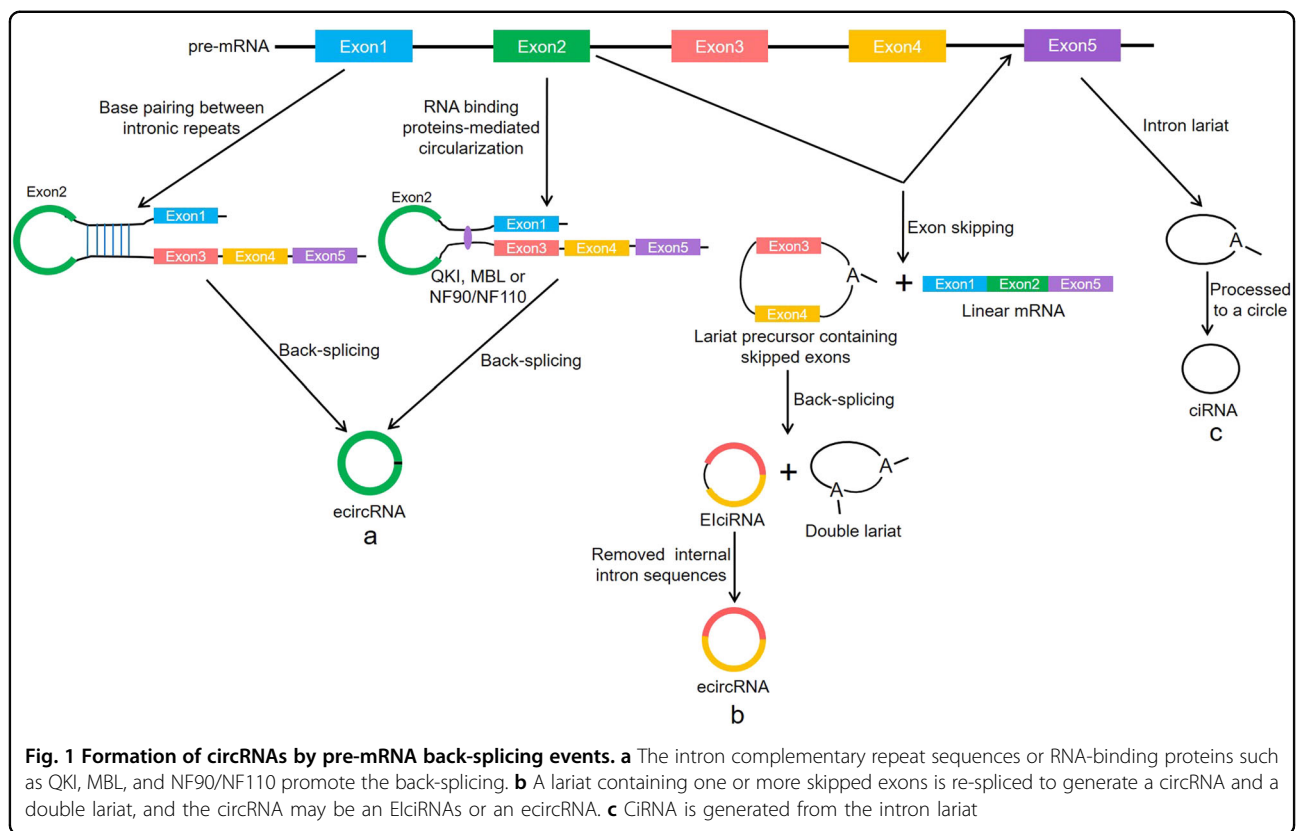 pre-mRNA
Exon1
Exon2
Exon3
Exon4
Exon5
Base pairing between
intronic repeats
RNA binding
proteins-mediated
circularization
Intron lariat
Exon2
Exon1
Exon3
Exon4
Exon5
Exon2
Exon1
Exon3
Exon4
Exon5
QKI, MBL or
NF90/NF110
Exon skipping
Exon3
A
Exon4
+
Exon1
Exon2
Exon5
Linear mRNA
Lariat precursor containing
skipped exons
A
Processed
to a circle
ciRNA
c
Back-splicing
Back-splicing
Back-splicing
ecircRNA
a
EIciRNA
+
A
A
Double lariat
Removed internal
intron sequences
ecircRNA
b
Fig. 1 Formation of circRNAs by pre-mRNA back-splicing events. a The intron complementary repeat sequences or RNA-binding proteins such
as QKI, MBL, and NF90/NF110 promote the back-splicing. b A lariat containing one or more skipped exons is re-spliced to generate a circRNA and a
double lariat, and the circRNA may be an EIciRNAs or an ecircRNA. c CiRNA is generated from the intron lariat